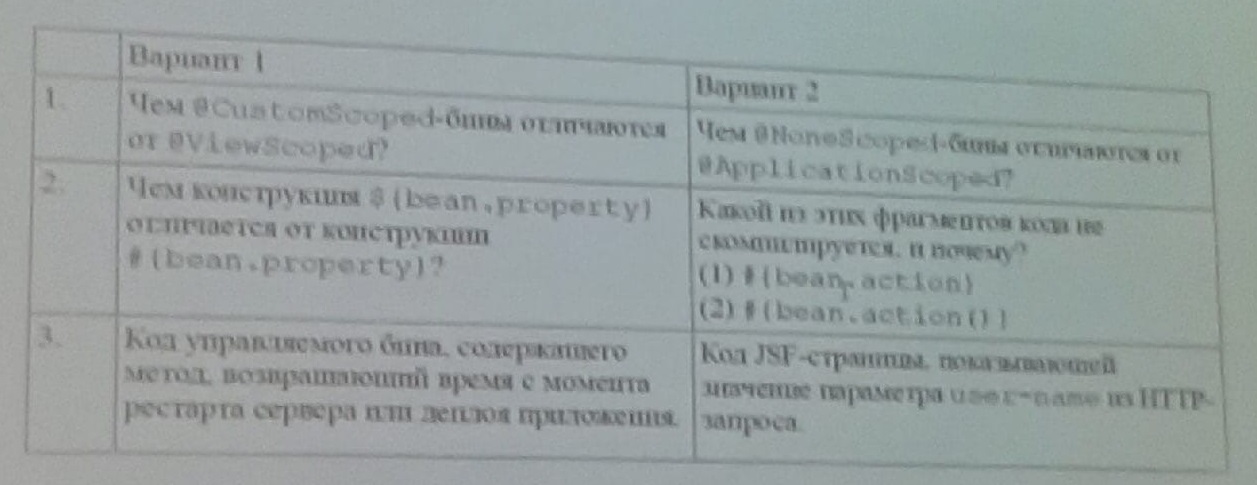 Вариант 1
Вариант 2
1.
Чем @CustomScoped-бины отличаются
от @ViewScoped?
Чем @NoneScoped-бины отличаются от
@ApplicationScoped?
2.
Чем конструкция ${bean.property}
отличается от конструкции
#{bean.property}?
Какой из этих фрагментов кода не
скомпилируется, и почему?
(1) #{bean.action}
(2) #{bean.action()}
3.
Код управляемого бина, содержащего
метод, возвращающий время с момента
рестарта сервера или деплоя приложения.
Код JSF-страницы, показывающей
значение параметра user-name из HTTP-
запроса.